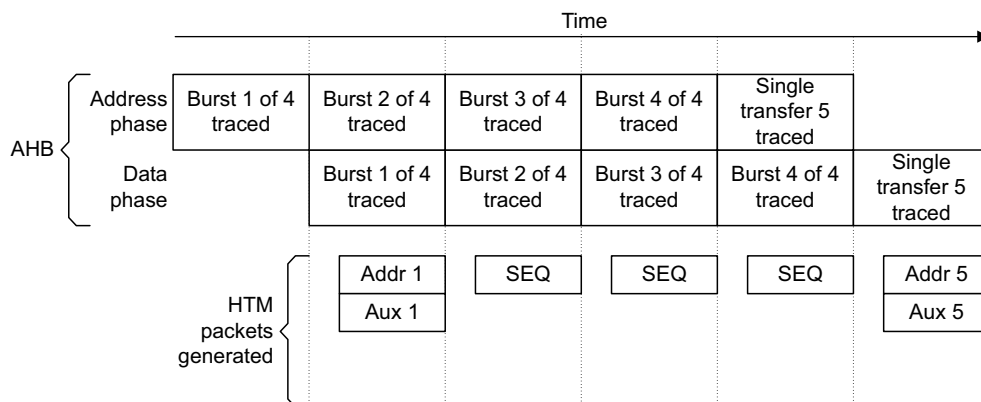 Time
AHB
Address
phase
Burst 1 of 4
traced
Burst 2 of 4
traced
Burst 3 of 4
traced
Burst 4 of 4
traced
Single
transfer 5
traced
Data
phase
Burst 1 of 4
traced
Burst 2 of 4
traced
Burst 3 of 4
traced
Burst 4 of 4
traced
Single
transfer 5
traced
HTM
packets
generated
Addr 1
SEQ
SEQ
SEQ
Addr 5
Aux 1
Aux 5